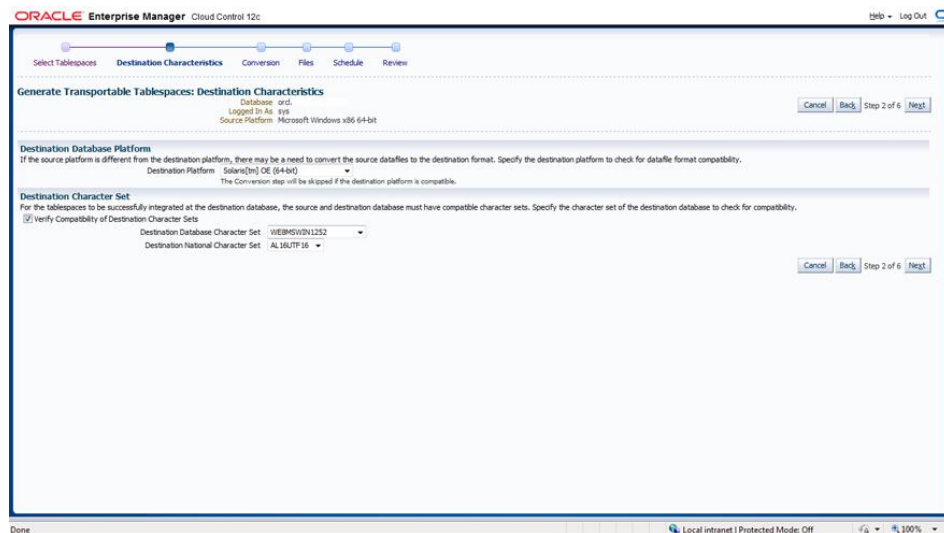 ORACLE Enterprise Manager Cloud Control 12c
Help Log Out
Select Tablespaces Destination Characteristics Conversion Files Schedule Review
Generate Transportable Tablespaces: Destination Characteristics
Database orcl.
Logged In As sys
Source Platform Microsoft Windows x86 64-bit
Cancel Back Step 2 of 6 Next
Destination Database Platform
If the source platform is different from the destination platform, there may be a need to convert the source datafiles to the destination format. Specify the destination platform to check for datafile format compatibility.
Destination Platform Solaris[tm] OE (64-bit)
The Conversion step will be skipped if the destination platform is compatible.
Destination Character Set
For the tablespaces to be successfully integrated at the destination database, the source and destination database must have compatible character sets. Specify the character set of the destination database to check for compatibility.
Verify Compatibility of Destination Character Sets
Destination Database Character Set WE8MSWIN1252
Destination National Character Set AL16UTF16
Cancel Back Step 2 of 6 Next
Done Local intranet | Protected Mode: Off 100%